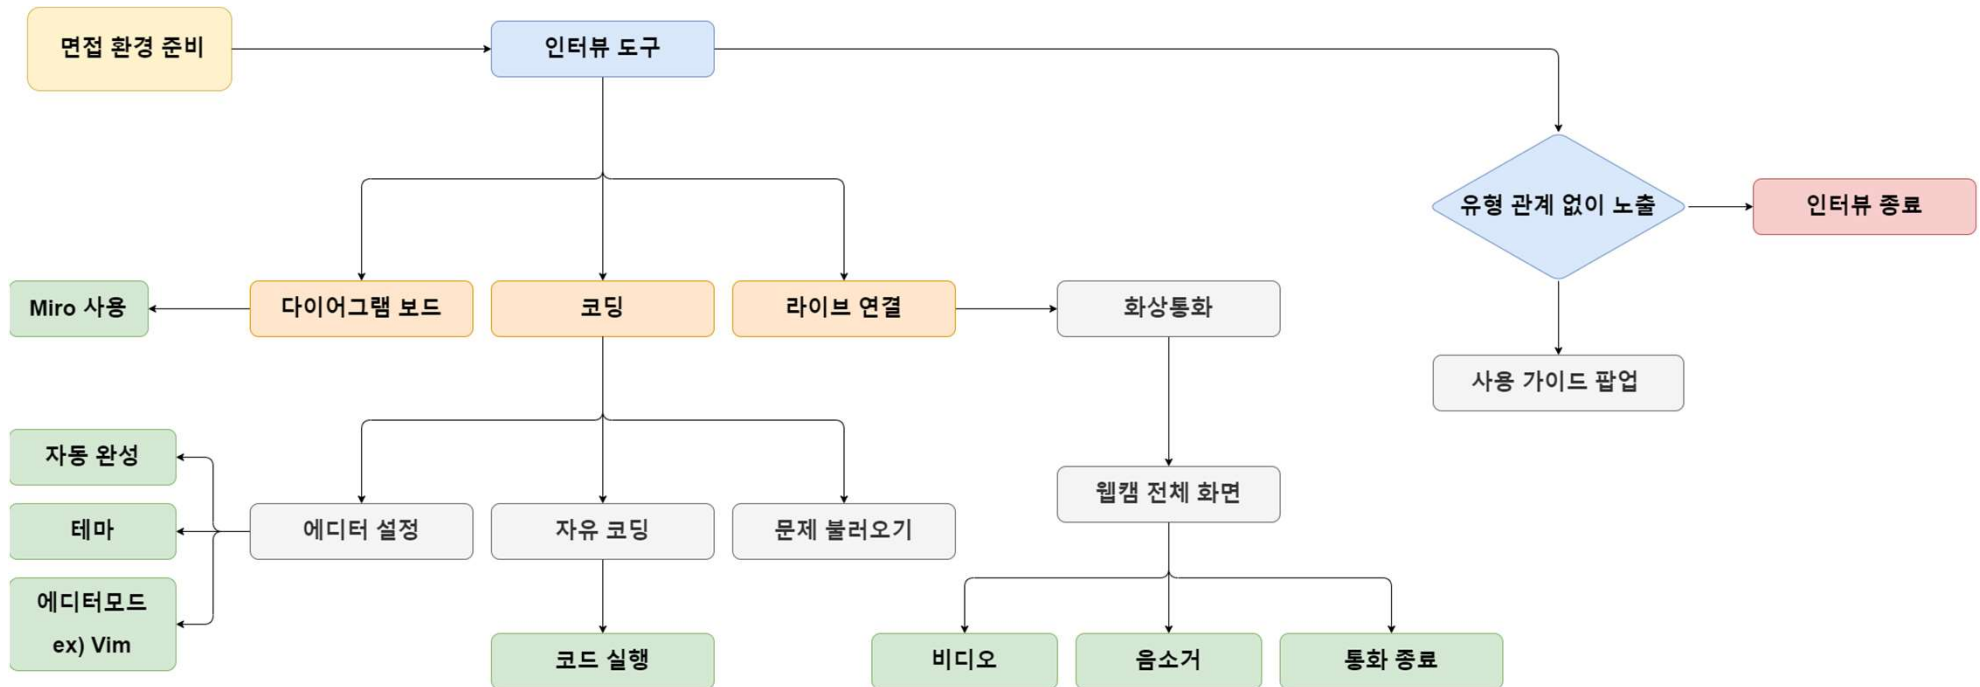 면접 환경 준비
인터뷰 도구
유형 관계 없이 노출
인터뷰 종료
Miro 사용
다이어그램 보드
코딩
라이브 연결
화상통화
사용 가이드 팝업
자동 완성
웹캠 전체 화면
테마
에디터 설정
자유 코딩
문제 불러오기
에디터모드
ex) Vim
코드 실행
비디오
음소거
통화 종료